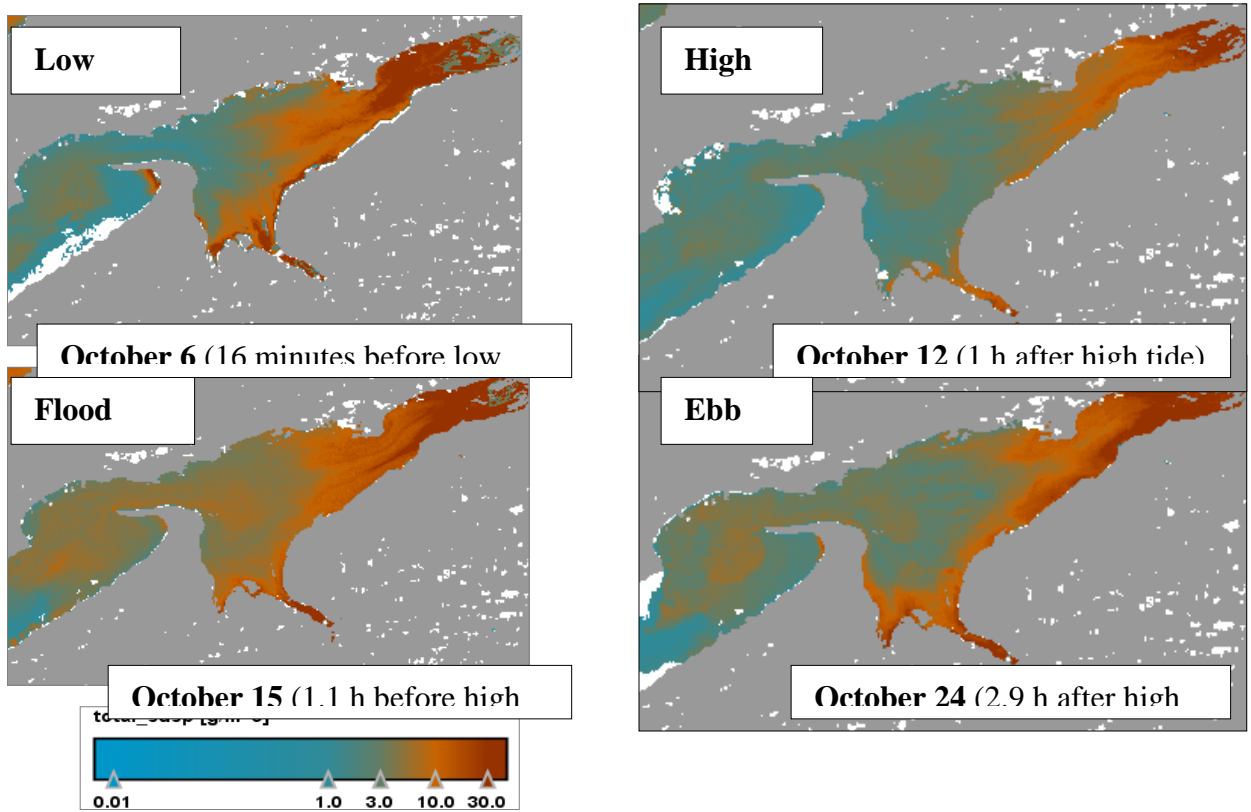 Low
October 6 (16 minutes before low
High
October 12 (1 h after high tide)
Flood
October 15 (1.1 h before high
Ebb
October 24 (2.9 h after high
0.01 1.0 3.0 10.0 30.0